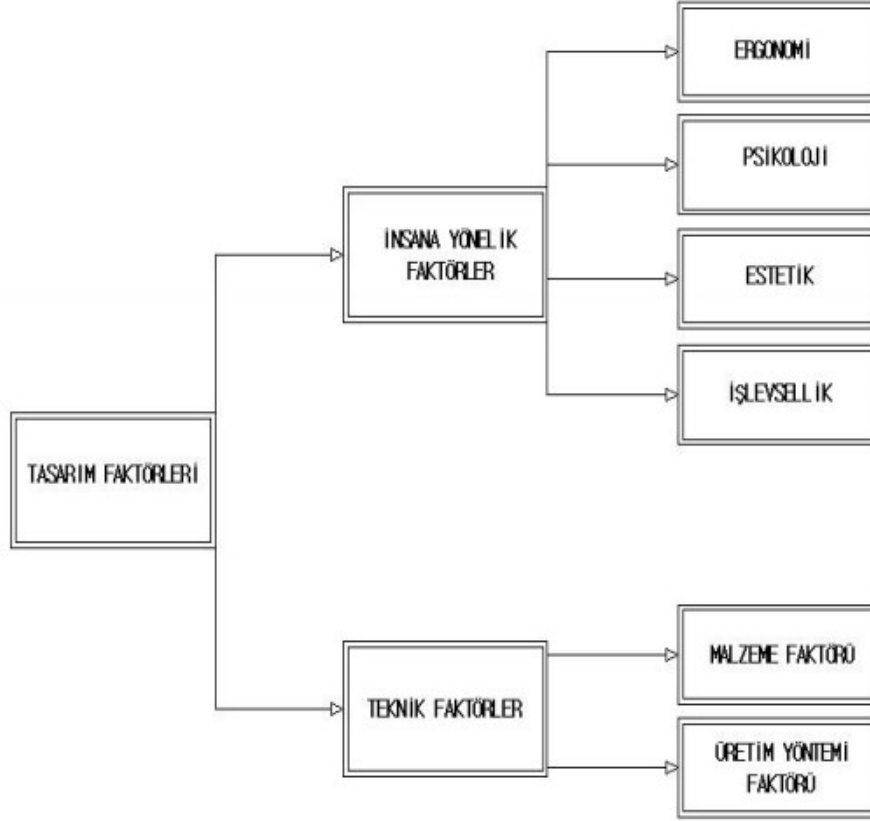 ERGONOMİ
PSİKOLOJİ
İNSANA YÖNELİK
FAKTÖRLER
ESTETİK
İŞLEVSELLİK
TASARIM FAKTÖRLERİ
MALZEME FAKTÖRÜ
TEKNİK FAKTÖRLER
ÜRETİM YÖNTEMİ
FAKTÖRÜ